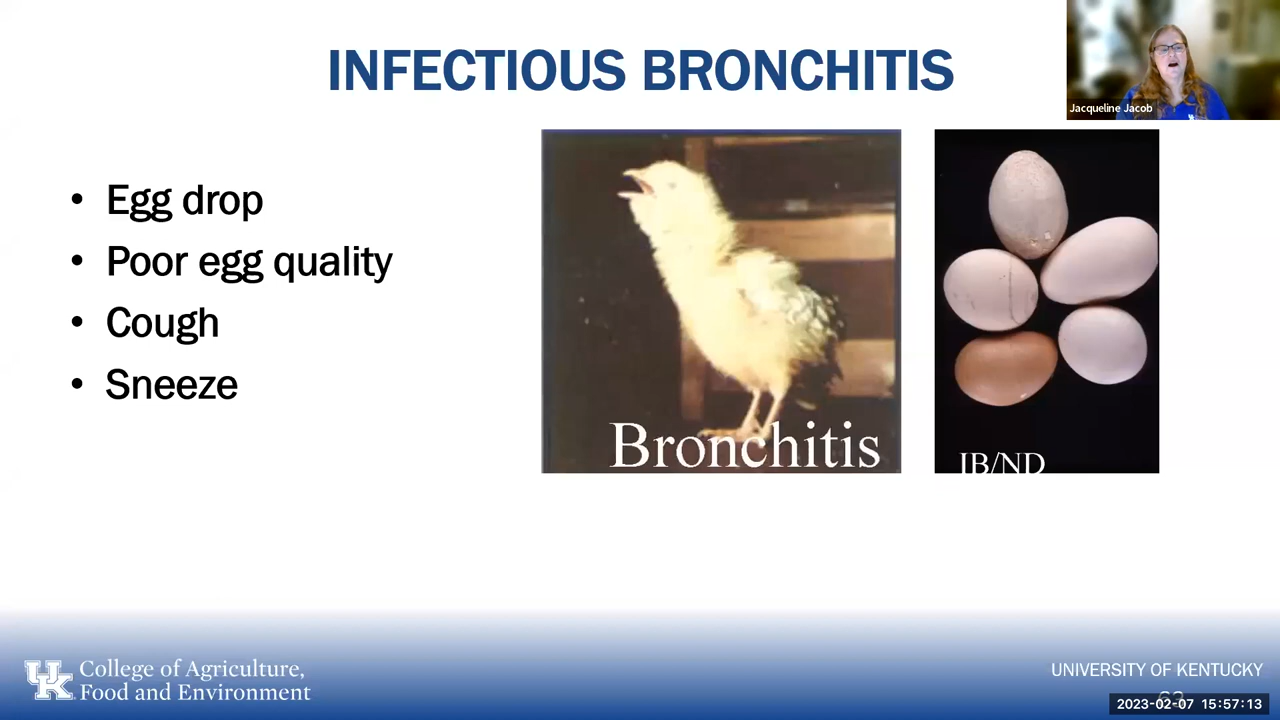 INFECTIOUS BRONCHITIS
Jacqueline Jacob
• Egg drop
• Poor egg quality
• Cough
• Sneeze
Bronchitis
IB/ND
UK
College of Agriculture,
Food and Environment
UNIVERSITY OF KENTUCKY
2023-02-07 15:57:13